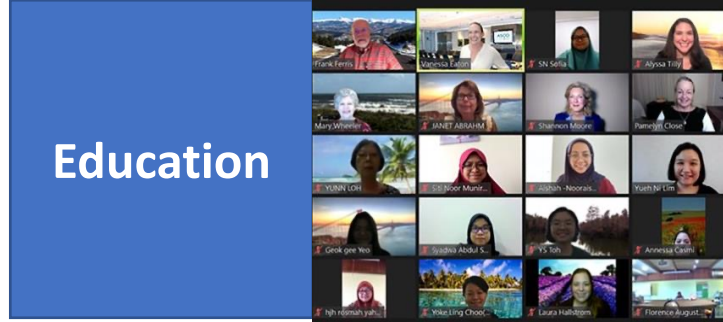 Education
Frank Ferris
Vanessa Eaton
ASCO
SN Sofia
Alyssa Tilly
Mary Wheeler
JANET ABRAHM
Shannon Moore
Pamelyn Close
YUNN LOH
Siti Noor Munir...
Aishah -Noorais...
Yueh Ni Lim
Geok gee Yeo
Syadwa Abdul S...
YS Toh
Annessa Casmi
hjh rosmah yah...
Yoke Ling Choo(...
Laura Hallstrom
Florence August...